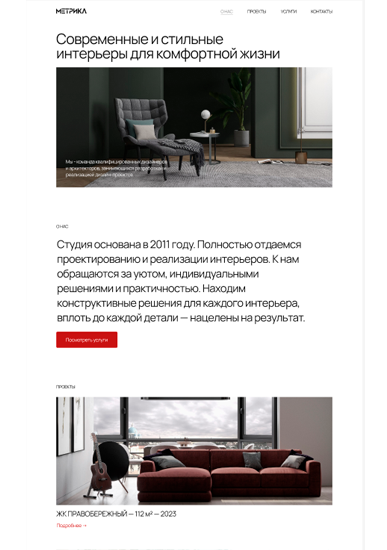 МЕТРИКА
О НАС ПРОЕКТЫ УСЛУГИ КОНТАКТЫ
Современные и стильные
интерьеры для комфортной жизни
Мы – команда квалифицированных дизайнеров
и архитекторов, занимающихся разработкой и
реализацией дизайн-проектов
О НАС
Студия основана в 2011 году. Полностью отдаемся
проектированию и реализации интерьеров. К нам
обращаются за уютом, индивидуальными
решениями и практичностью. Находим
конструктивные решения для каждого интерьера,
вплоть до каждой детали — нацелены на результат.
Посмотреть услуги
ПРОЕКТЫ
ЖК ПРАВОБЕРЕЖНЫЙ — 112 м² — 2023
Подробнее →